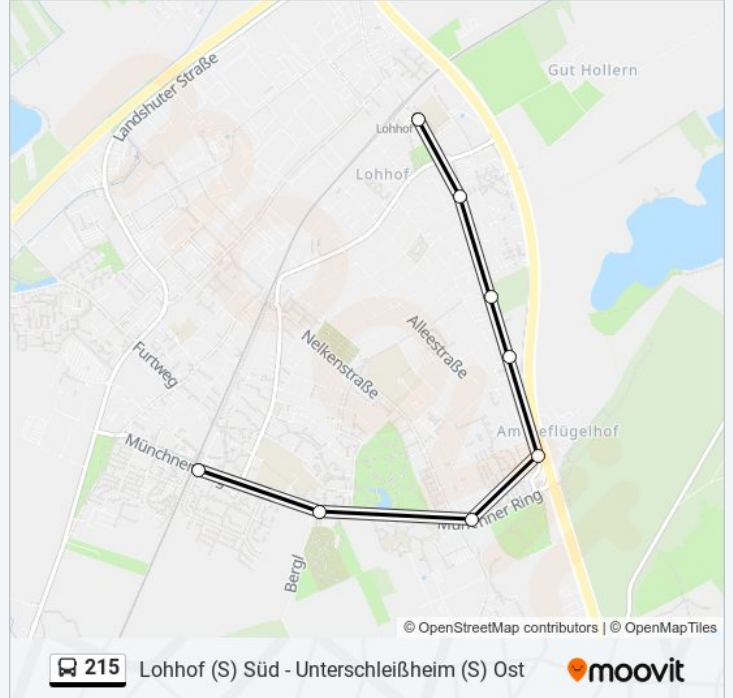 Landshuter Straße
Gut Hollern
Lohhof
Lohhof
Alleestraße
Nelkenstraße
Furtweg
Münchner
Münchner Ring
Bergl
© OpenStreetMap contributors | © OpenMapTiles
215 Lohhof (S) Süd - Unterschleißheim (S) Ost moovit